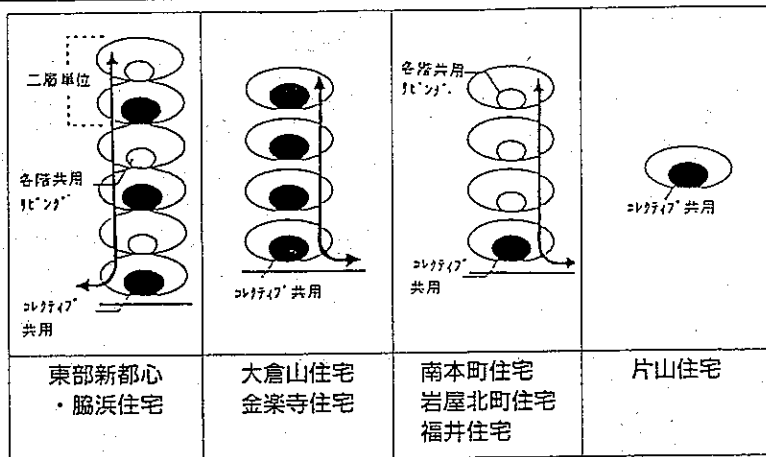 二階単位
各階共用
リビング
コレクティブ
共用
コレクティブ共用
各階共用
リビング
コレクティブ
共用
コレクティブ共用
東部新都心
・脇浜住宅
大倉山住宅
金楽寺住宅
南本町住宅
岩屋北町住宅
福井住宅
片山住宅